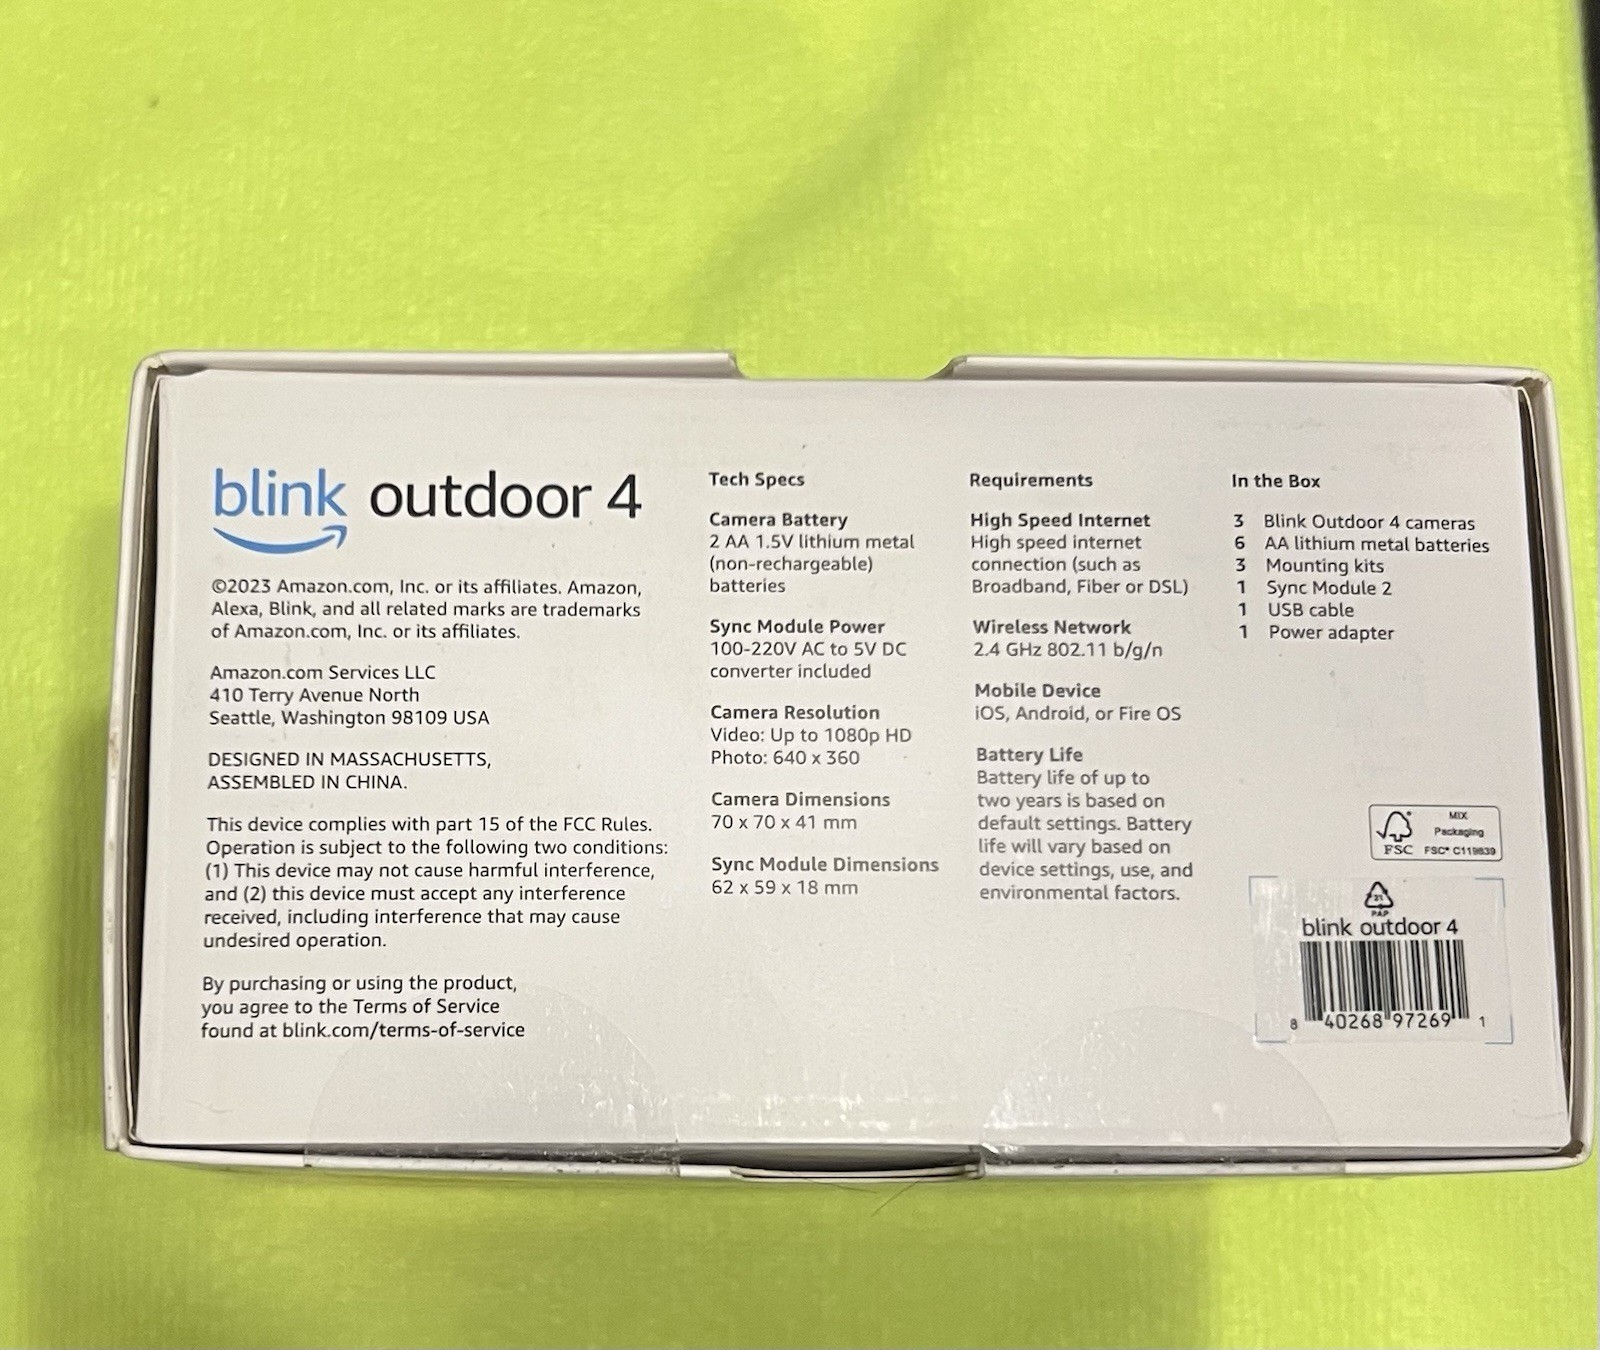 blink outdoor 4
©2023 Amazon.com, Inc. or its affiliates. Amazon,
Alexa, Blink, and all related marks are trademarks
of Amazon.com, Inc. or its affiliates.
Amazon.com Services LLC
410 Terry Avenue North
Seattle, Washington 98109 USA
DESIGNED IN MASSACHUSETTS,
ASSEMBLED IN CHINA.
This device complies with part 15 of the FCC Rules.
Operation is subject to the following two conditions:
(1) This device may not cause harmful interference,
and (2) this device must accept any interference
received, including interference that may cause
undesired operation.
By purchasing or using the product,
you agree to the Terms of Service
found at blink.com/terms-of-service
Tech Specs
Camera Battery
2 AA 1.5V lithium metal
(non-rechargeable)
batteries
Sync Module Power
100-220V AC to 5V DC
converter included
Camera Resolution
Video: Up to 1080p HD
Photo: 640 x 360
Camera Dimensions
70 x 70 x 41 mm
Sync Module Dimensions
62 x 59 x 18 mm
Requirements
High Speed Internet
High speed internet
connection (such as
Broadband, Fiber or DSL)
Wireless Network
2.4 GHz 802.11 b/g/n
Mobile Device
iOS, Android, or Fire OS
Battery Life
Battery life of up to
two years is based on
default settings. Battery
life will vary based on
device settings, use, and
environmental factors.
In the Box
3 Blink Outdoor 4 cameras
6 AA lithium metal batteries
3 Mounting kits
1 Sync Module 2
1 USB cable
1 Power adapter
MIX
Packaging
FSC FSC® C119839
21
PAP
blink outdoor 4
8 40268 97269 1